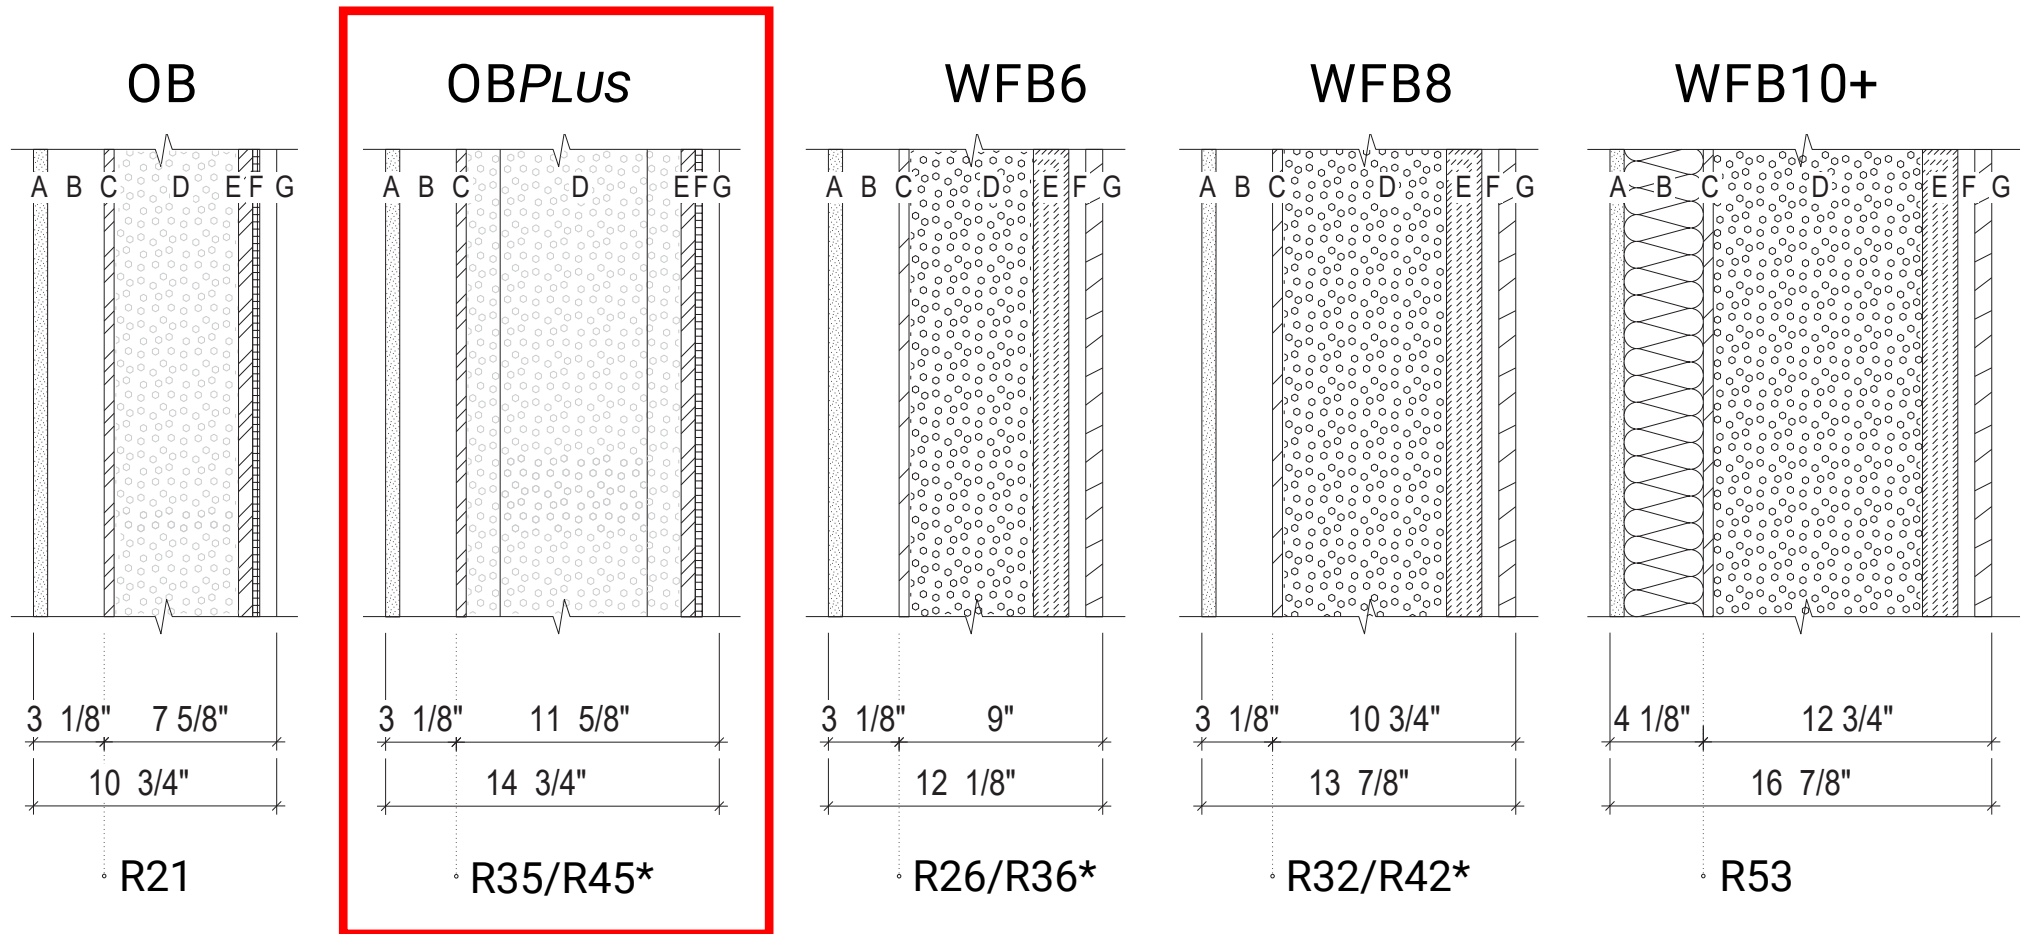 OB OBPLUS WFB6 WFB8 WFB10+
A B C D E F G A B C D E F G A B C D E F G A B C D E F G A B C D E F G
3 1/8" 7 5/8" 3 1/8" 11 5/8" 3 1/8" 9" 3 1/8" 10 3/4" 4 1/8" 12 3/4"
10 3/4" 14 3/4" 12 1/8" 13 7/8" 16 7/8"
R21 R35/R45* R26/R36* R32/R42* R53